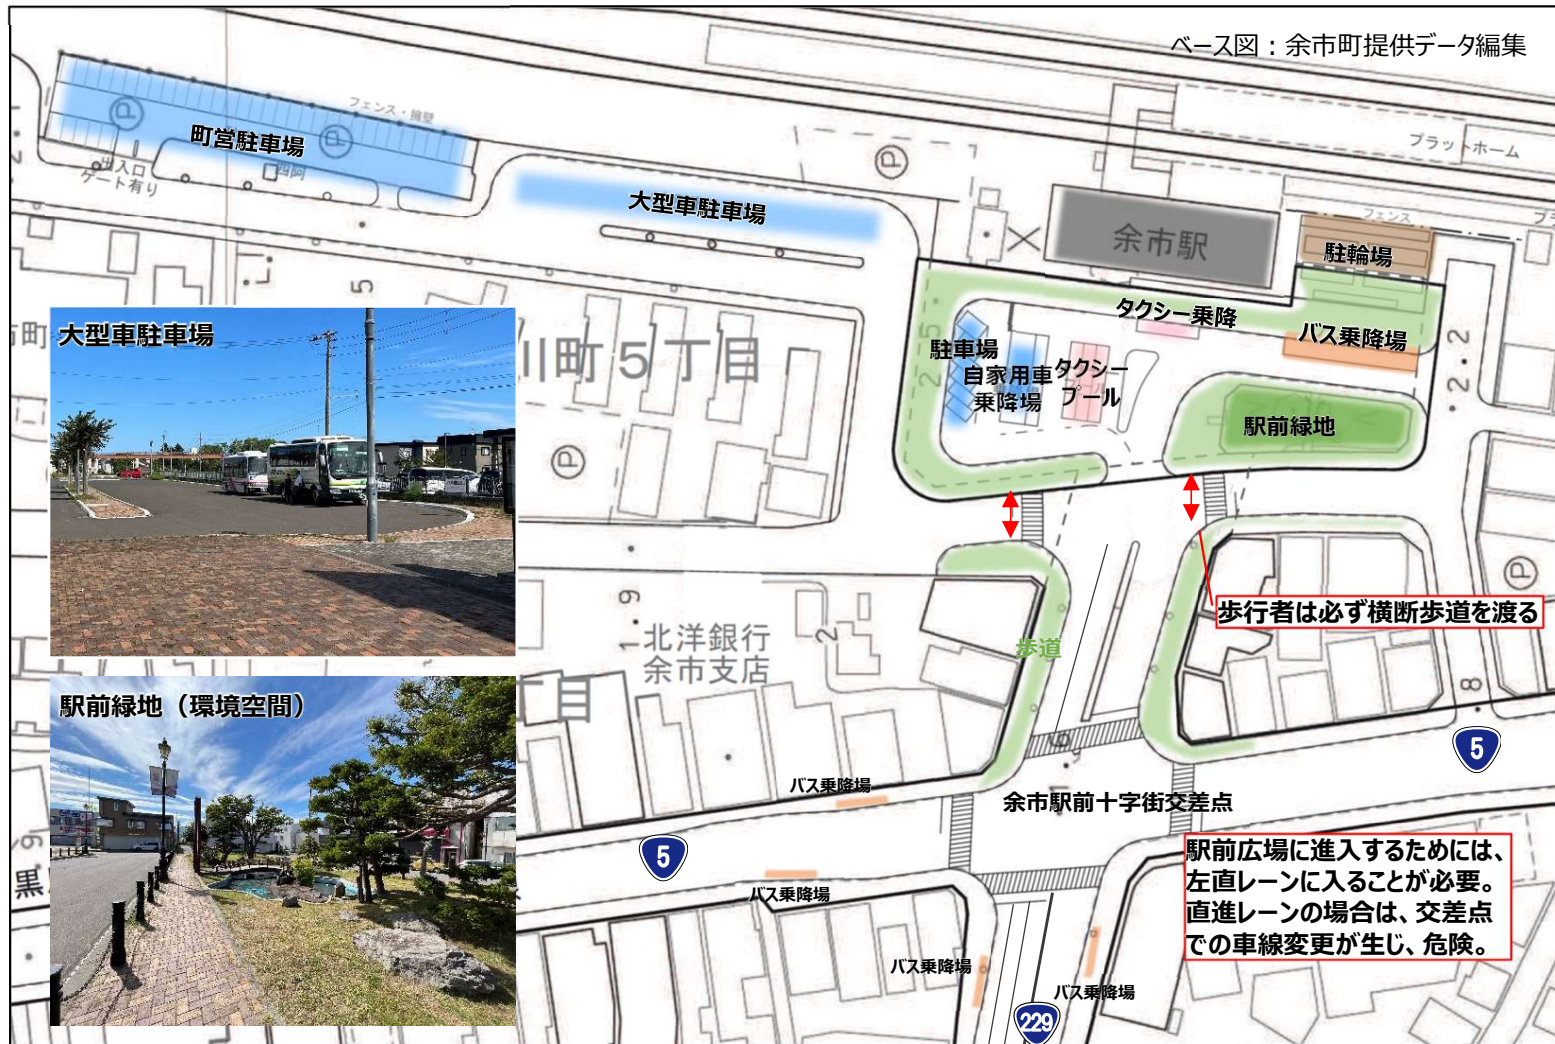 ベース図：余市町提供データ編集
フェンス・擁壁
町営駐車場
出入口
ゲート有り
四阿
大型車駐車場
プラットホーム
フェンス
余市駅
駐輪場
タクシー乗降
バス乗降場
駐車場
自家用車
乗降場
タクシー
プール
駅前緑地
大型車駐車場
川町５丁目
歩行者は必ず横断歩道を渡る
北洋銀行
余市支店
歩道
丁目
駅前緑地（環境空間）
5
バス乗降場
余市駅前十字街交差点
5
駅前広場に進入するためには、
左直レーンに入ることが必要。
直進レーンの場合は、交差点
での車線変更が生じ、危険。
バス乗降場
バス乗降場
バス乗降場
229